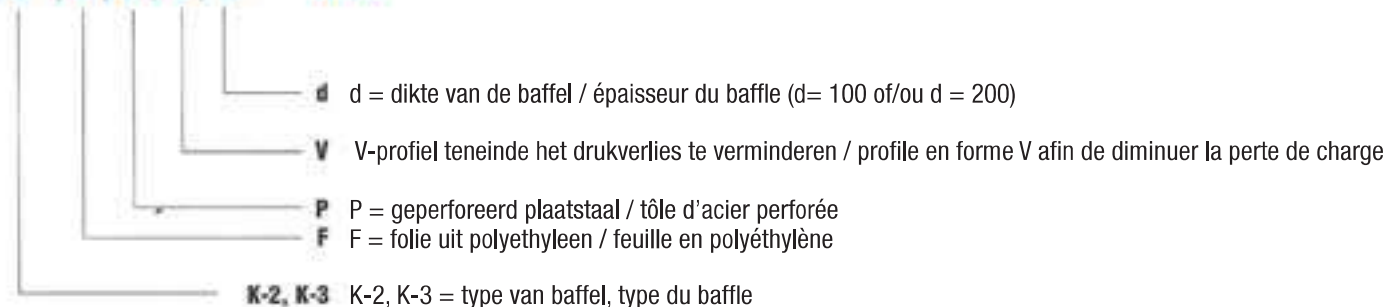 d d = dikte van de baffel / épaisseur du baffle (d= 100 of/ou d = 200)
V V-profiel teneinde het drukverlies te verminderen / profile en forme V afin de diminuer la perte de charge
P P = geperforeerd plaatstaal / tôle d'acier perforée
F F = folie uit polyethyleen / feuille en polyéthylène
K-2, K-3 K-2, K-3 = type van baffel, type du baffle